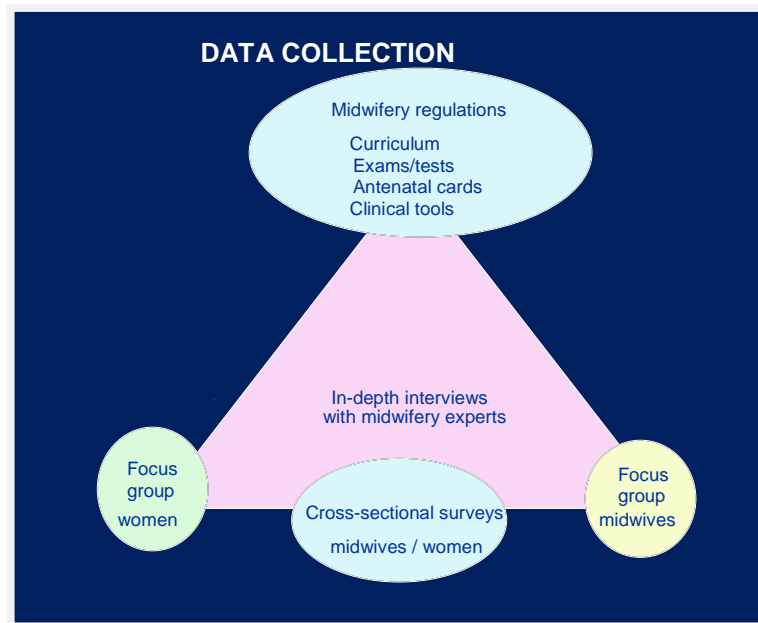 DATA COLLECTION
Midwifery regulations
Curriculum
Exams/tests
Antenatal cards
Clinical tools
-
In-depth interviews
with midwifery experts
Focus
group
women
Cross-sectional surveys
midwives / women
Focus
group
midwives